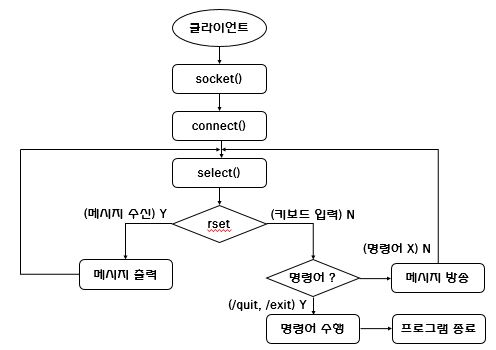 클라이언트
socket()
connect()
select()
(메시지 수신) Y
rset
(키보드 입력) N
(명령어 X) N
메시지 출력
명령어 ?
메시지 방송
(/quit, /exit) Y
명령어 수행
프로그램 종료